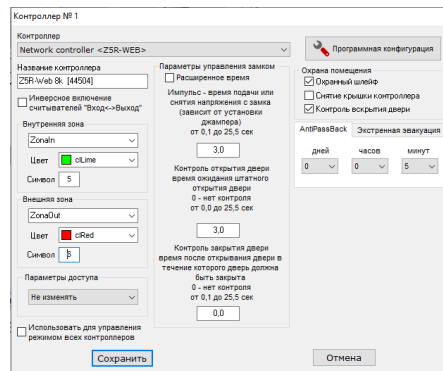 Контроллер № 1
Контроллер
Network controller <Z5R-WEB>
Программная конфигурация
Название контроллера
Z5R-Web 8k [44504]
Инверсное включение
считывателей "Вход<->Выход"
Внутренняя зона
ZonaIn
Цвет clLime
Символ 5
Внешняя зона
ZonaOut
Цвет clRed
Символ
Параметры доступа
Не изменять
Использовать для управления
режимом всех контроллеров
Параметры управления замком
Расширенное время
Импульс - время подачи или
снятия напряжения с замка
(зависит от установки
джампера)
от 0,1 до 25,5 сек
3,0
Контроль открытия двери
время ожидания штатного
открытия двери
0 - нет контроля
от 0,0 до 25,5 сек
3,0
Контроль закрытия двери
время после открывания двери в
течение которого дверь должна
быть закрыта
0 - нет контроля
от 0,1 до 25,5 сек
0,0
Охрана помещения
Охранный шлейф
Снятие крышки контроллера
Контроль вскрытия двери
AntiPassBack Экстренная эвакуация
дней часов минут
0 0 5
Сохранить Отмена